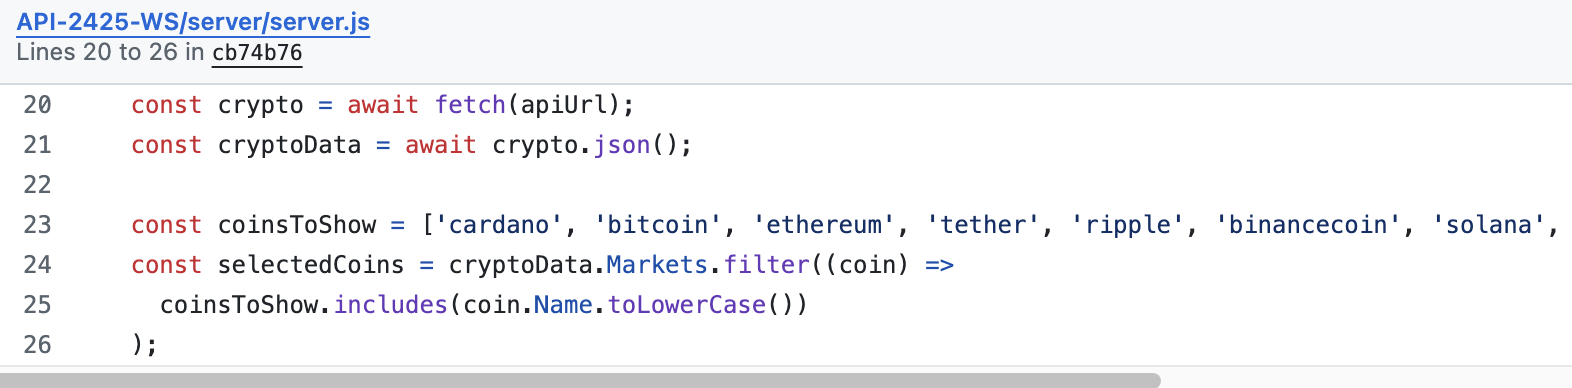 API-2425-WS/server/server.js
Lines 20 to 26 in cb74b76
20 const crypto = await fetch(apiUrl);
21 const cryptoData = await crypto.json();
22
23 const coinsToShow = ['cardano', 'bitcoin', 'ethereum', 'tether', 'ripple', 'binancecoin', 'solana',
24 const selectedCoins = cryptoData.Markets.filter((coin) =>
25 coinsToShow.includes(coin.Name.toLowerCase())
26 );